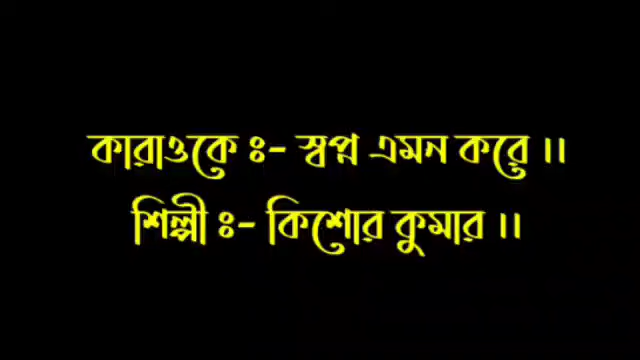 কারাওকে ঃ- স্বপ্ন এমন করে ।।
শিল্পী ঃ- কিশোর কুমার ।।